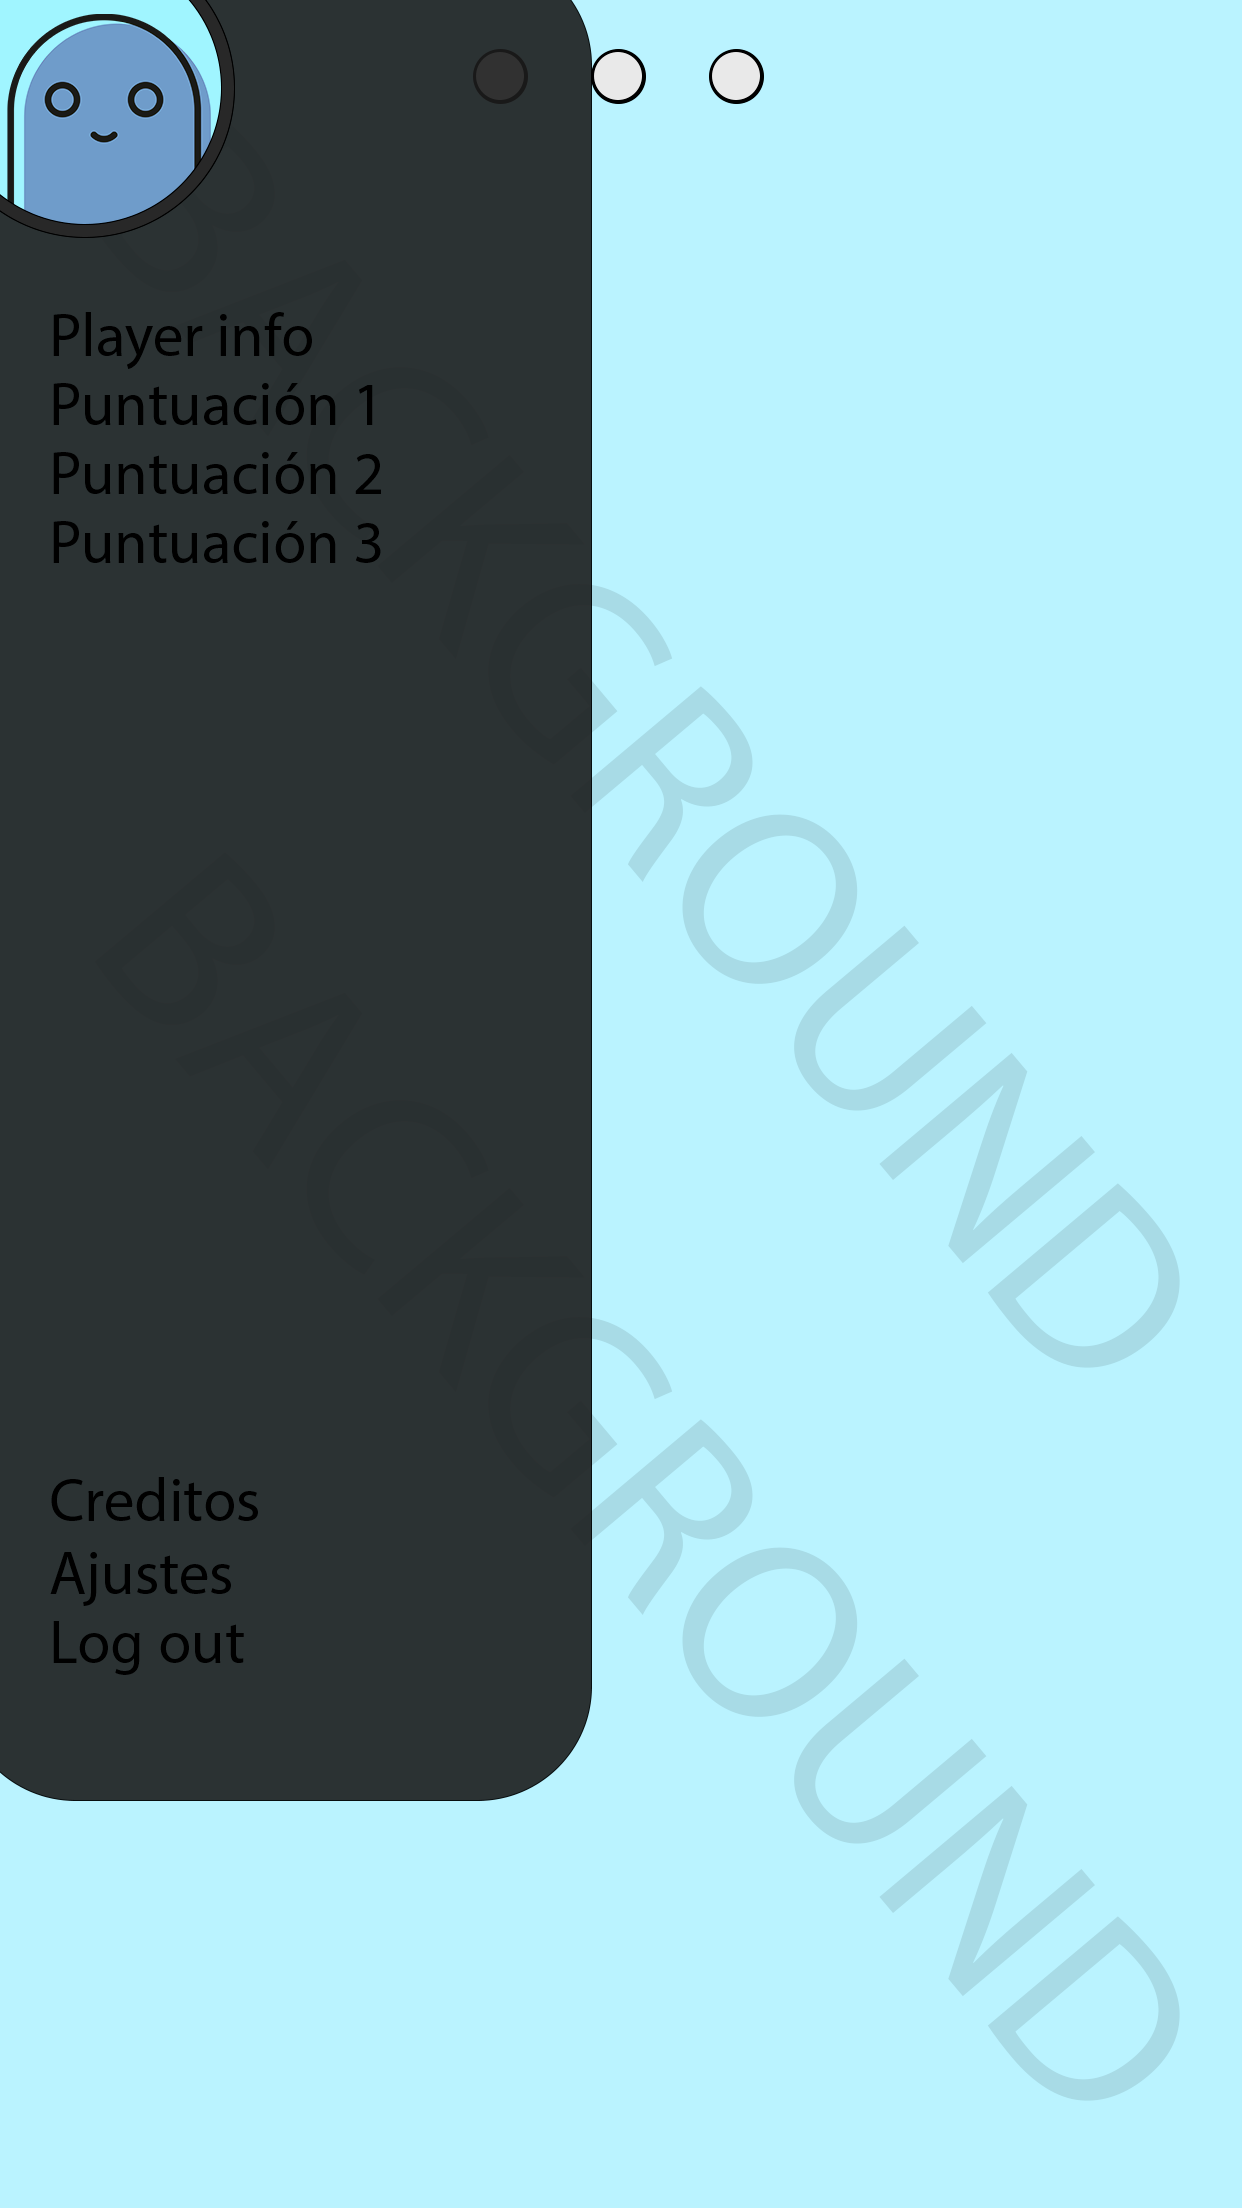 Player info
Puntuación 1
Puntuación 2
Puntuación 3
BACKGROUND
BACKGROUND
Creditos
Ajustes
Log out